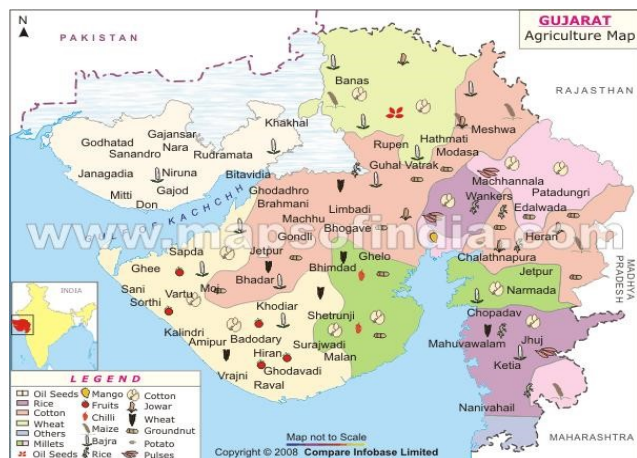 GUJARAT
Agriculture Map
N
PAKISTAN
RAJASTHAN
Banas
Khakhal
Gajansar
Godhatad
Nara
Sanandro
Rudramata
Janagadia
Niruna
Bitavidia
Mitti
Gajod
Don
GULF OF KACHCHH
Hathmati
Meshwa
Rupen
Modasa
Guhal Vatrak
Machhannala
Patadungri
Wankers
Edalwada
Heran
Chalathnapura
Ghodadhro
Brahmani
Limbadi
Machhu
Bhogave
Gondli
Sapda
Jetpur
Ghelo
Ghee
Bhimdad
Jetpur
Bhadar
Sani
Vartu
Moj
Narmada
Sorthi
Khodiar
Shetrunji
Chopadav
Kalindri
Badodary
Mahuvawalam
Jhuj
Amipur
Surajwadi
Hiran
Malan
Ketia
Vrajni
Ghodavadi
Raval
Nanivahail
MADHYA
PRADESH
MAHARASHTRA
www.mapsofindia.com
INDIA
LEGEND
Oil Seeds
Rice
Cotton
Wheat
Others
Millets
Oil Seeds
Mango
Fruits
Chilli
Maize
Bajra
Rice
Cotton
Jowar
Wheat
Groundnut
Potato
Pulses
Map not to Scale
Copyright © 2008 Compare Infobase Limited